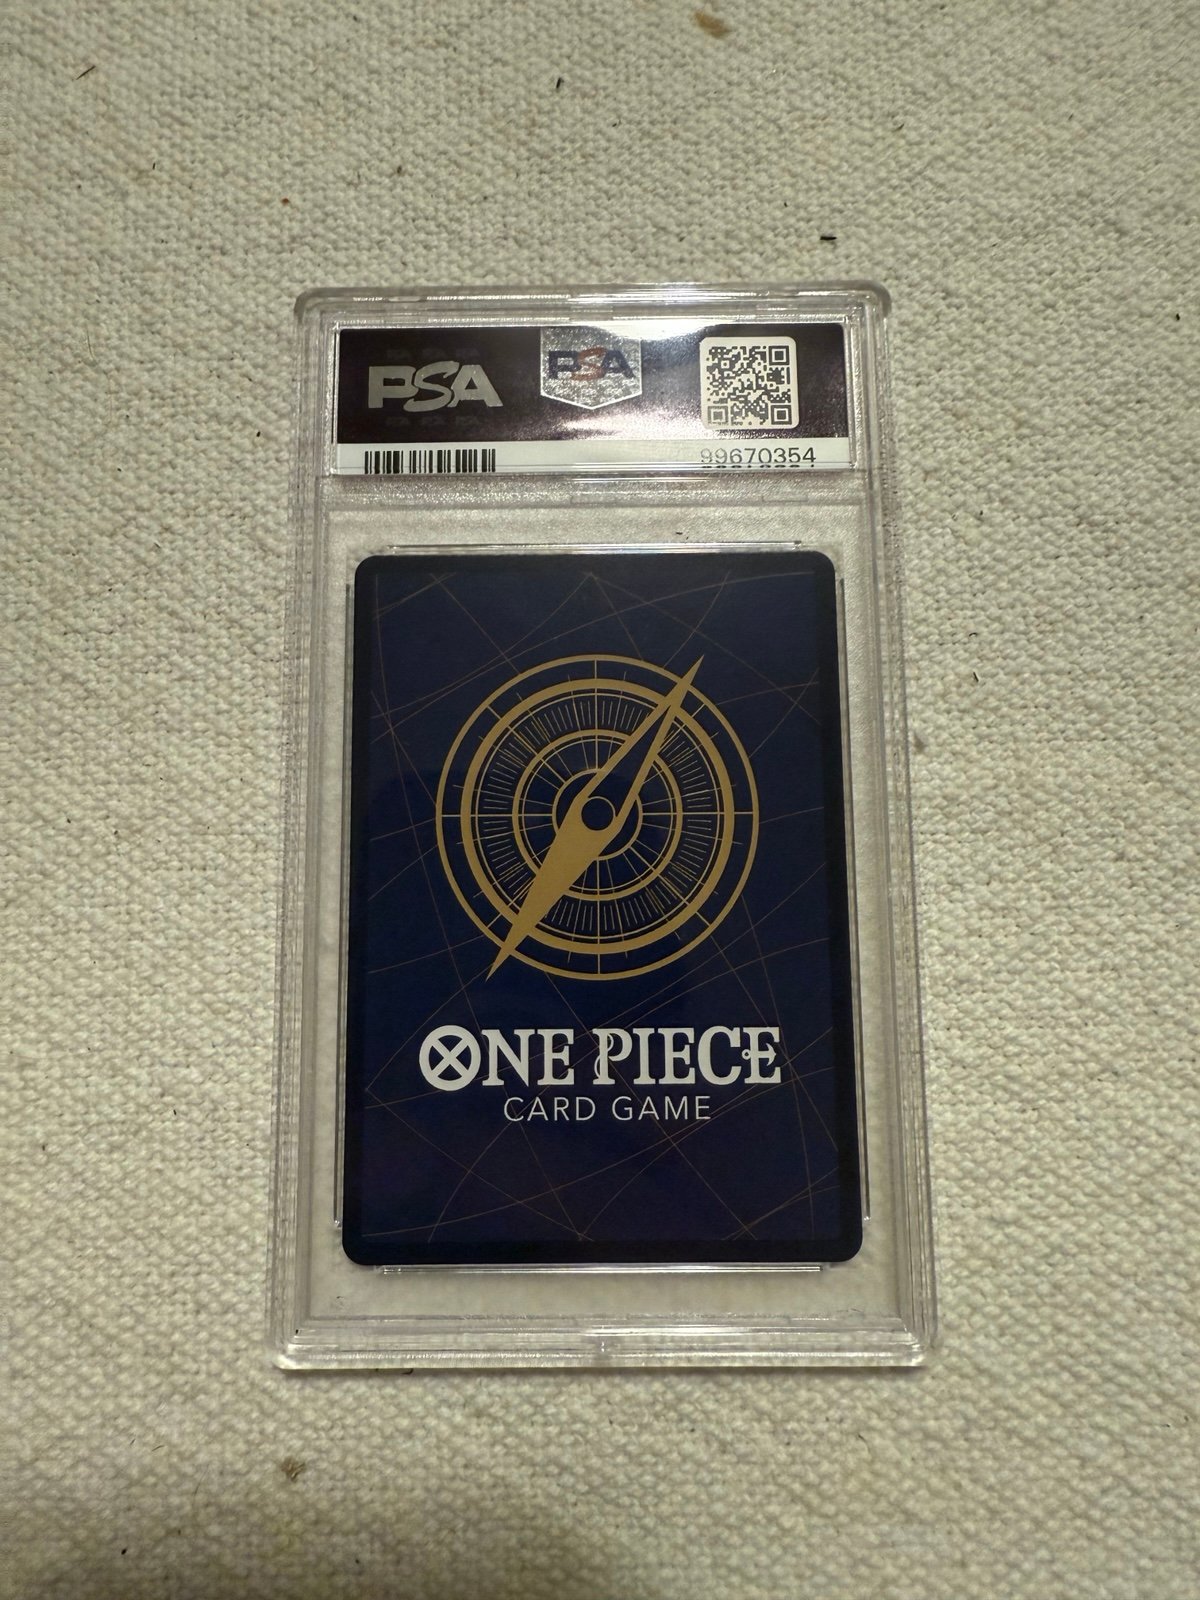 PSA
PSA
99670354
ONE PIECE
CARD GAME